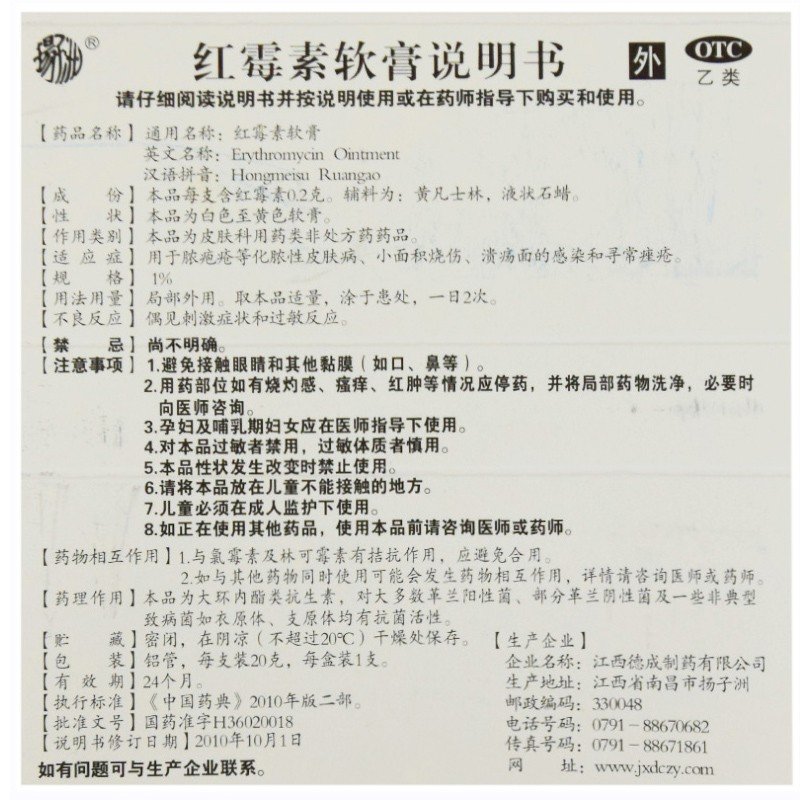 揚洲®
红霉素软膏说明书
外
OTC
乙类
请仔细阅读说明书并按说明使用或在药师指导下购买和使用。
【药品名称】通用名称：红霉素软膏
英文名称：Erythromycin Ointment
汉语拼音：Hongmeisu Ruangao
【成 份】本品每支含红霉素0.2克。辅料为：黄凡士林，液状石蜡。
【性 状】本品为白色至黄色软膏。
【作用类别】本品为皮肤科用药类非处方药药品。
【适应症】用于脓疱疮等化脓性皮肤病、小面积烧伤、溃疡面的感染和寻常痤疮。
【规 格】1%
【用法用量】局部外用。取本品适量，涂于患处，一日2次。
【不良反应】偶见刺激症状和过敏反应。
【禁 忌】尚不明确。
【注意事项】1.避免接触眼睛和其他黏膜（如口、鼻等）。
2.用药部位如有烧灼感、瘙痒、红肿等情况应停药，并将局部药物洗净，必要时
向医师咨询。
3.孕妇及哺乳期妇女应在医师指导下使用。
4.对本品过敏者禁用，过敏体质者慎用。
5.本品性状发生改变时禁止使用。
6.请将本品放在儿童不能接触的地方。
7.儿童必须在成人监护下使用。
8.如正在使用其他药品，使用本品前请咨询医师或药师。
【药物相互作用】1.与氯霉素及林可霉素有拮抗作用，应避免合用。
2.如与其他药物同时使用可能会发生药物相互作用，详情请咨询医师或药师。
【药理作用】本品为大环内酯类抗生素，对大多数革兰阳性菌、部分革兰阴性菌及一些非典型
致病菌如衣原体、支原体均有抗菌活性。
【贮 藏】密闭，在阴凉（不超过20℃）干燥处保存。
【包 装】铝管，每支装20克，每盒装1支。
【有 效 期】24个月。
【执行标准】《中国药典》2010年版二部。
【批准文号】国药准字H36020018
【说明书修订日期】2010年10月1日
如有问题可与生产企业联系。
【生产企业】
企业名称：江西德成制药有限公司
生产地址：江西省南昌市扬子洲
邮政编码：330048
电话号码：0791－88670682
传真号码：0791－88671861
网 址：www.jxdczy.com